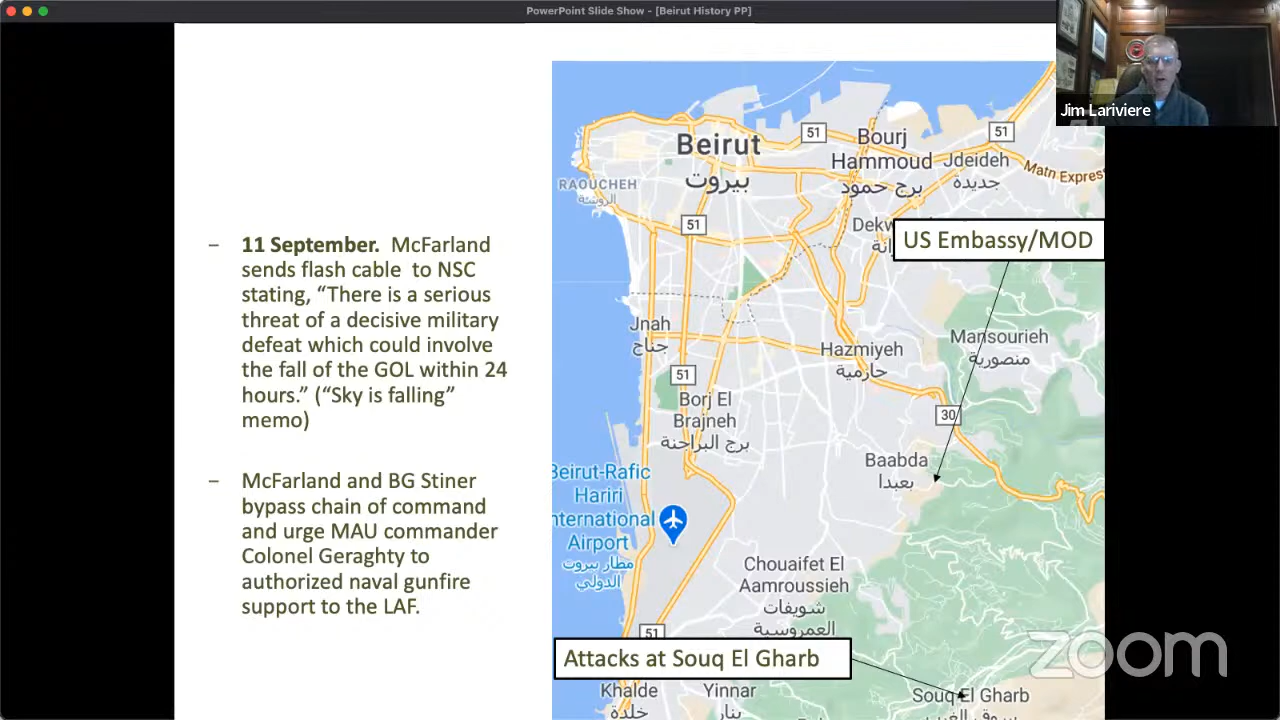 PowerPoint Slide Show - [Beirut History PP]
Jim Lariviere
– 11 September. McFarland
sends flash cable to NSC
stating, “There is a serious
threat of a decisive military
defeat which could involve
the fall of the GOL within 24
hours.” (“Sky is falling”
memo)
– McFarland and BG Stiner
bypass chain of command
and urge MAU commander
Colonel Geraghty to
authorized naval gunfire
support to the LAF.
Beirut
بيروت
51
Bourj
Hammoud
برج حمود
51
Jdeideh
جديدة
Matn Express
RAOUCHEH
الروشة
51
US Embassy/MOD
Jnah
جناح
Hazmiyeh
حازمية
Mansourieh
منصورية
51
Borj El
Brajneh
برج البراجنة
30
Baabda
بعبدا
Beirut-Rafic
Hariri
International
Airport
مطار بيروت
الدولي
Chouaifet El
Aamroussieh
شويفات
العمروسية
51
Attacks at Souq El Gharb
Khalde
خلدة
Yinnar
ينار
Souq El Gharb
zoom